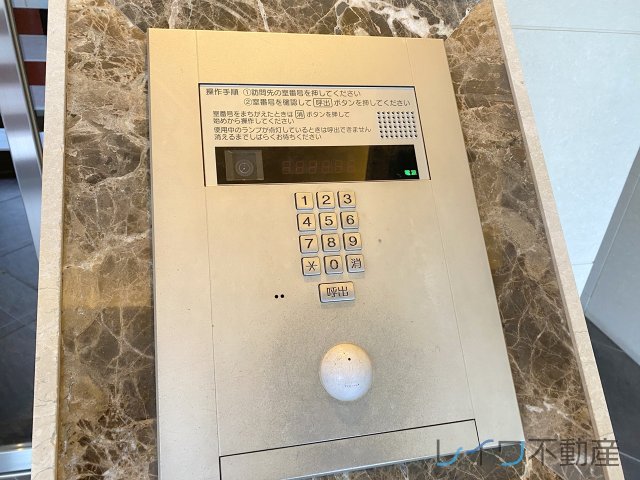 操作手順 ①訪問先の室番号を押してください
②室番号を確認して 呼出 ボタンを押してください
室番号をまちがえたときは 消 ボタンを押して
始めから操作してください
使用中のランプが点灯しているときは呼出できません
消えるまでしばらくお待ちください
電源
1 2 3
4 5 6
7 8 9
* 0 消
呼出
レイワ不動産